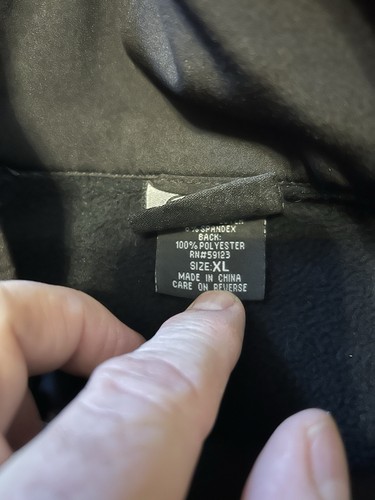 SPANDEX
BACK:
100% POLYESTER
RN#59123
SIZE:XL
MADE IN CHINA
CARE ON REVERSE